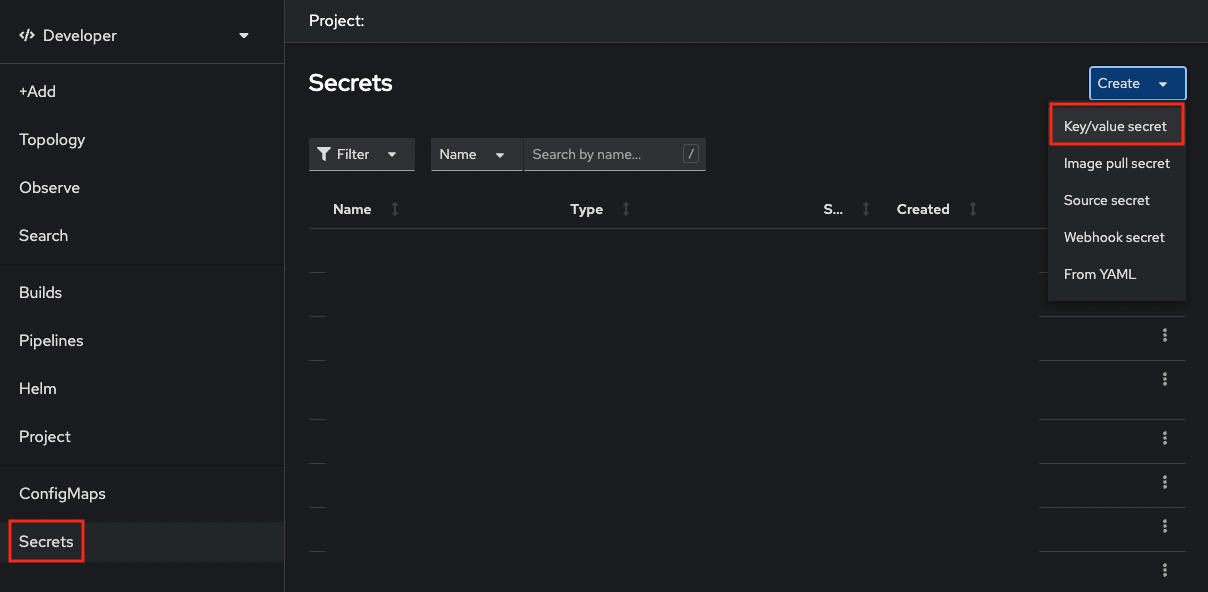 Developer
+Add
Topology
Observe
Search
Builds
Pipelines
Helm
Project
ConfigMaps
Secrets
Project:
Secrets
Create
Key/value secret
Image pull secret
Source secret
Webhook secret
From YAML
Filter
Name
Search by name...
/
Name
Type
S...
Created